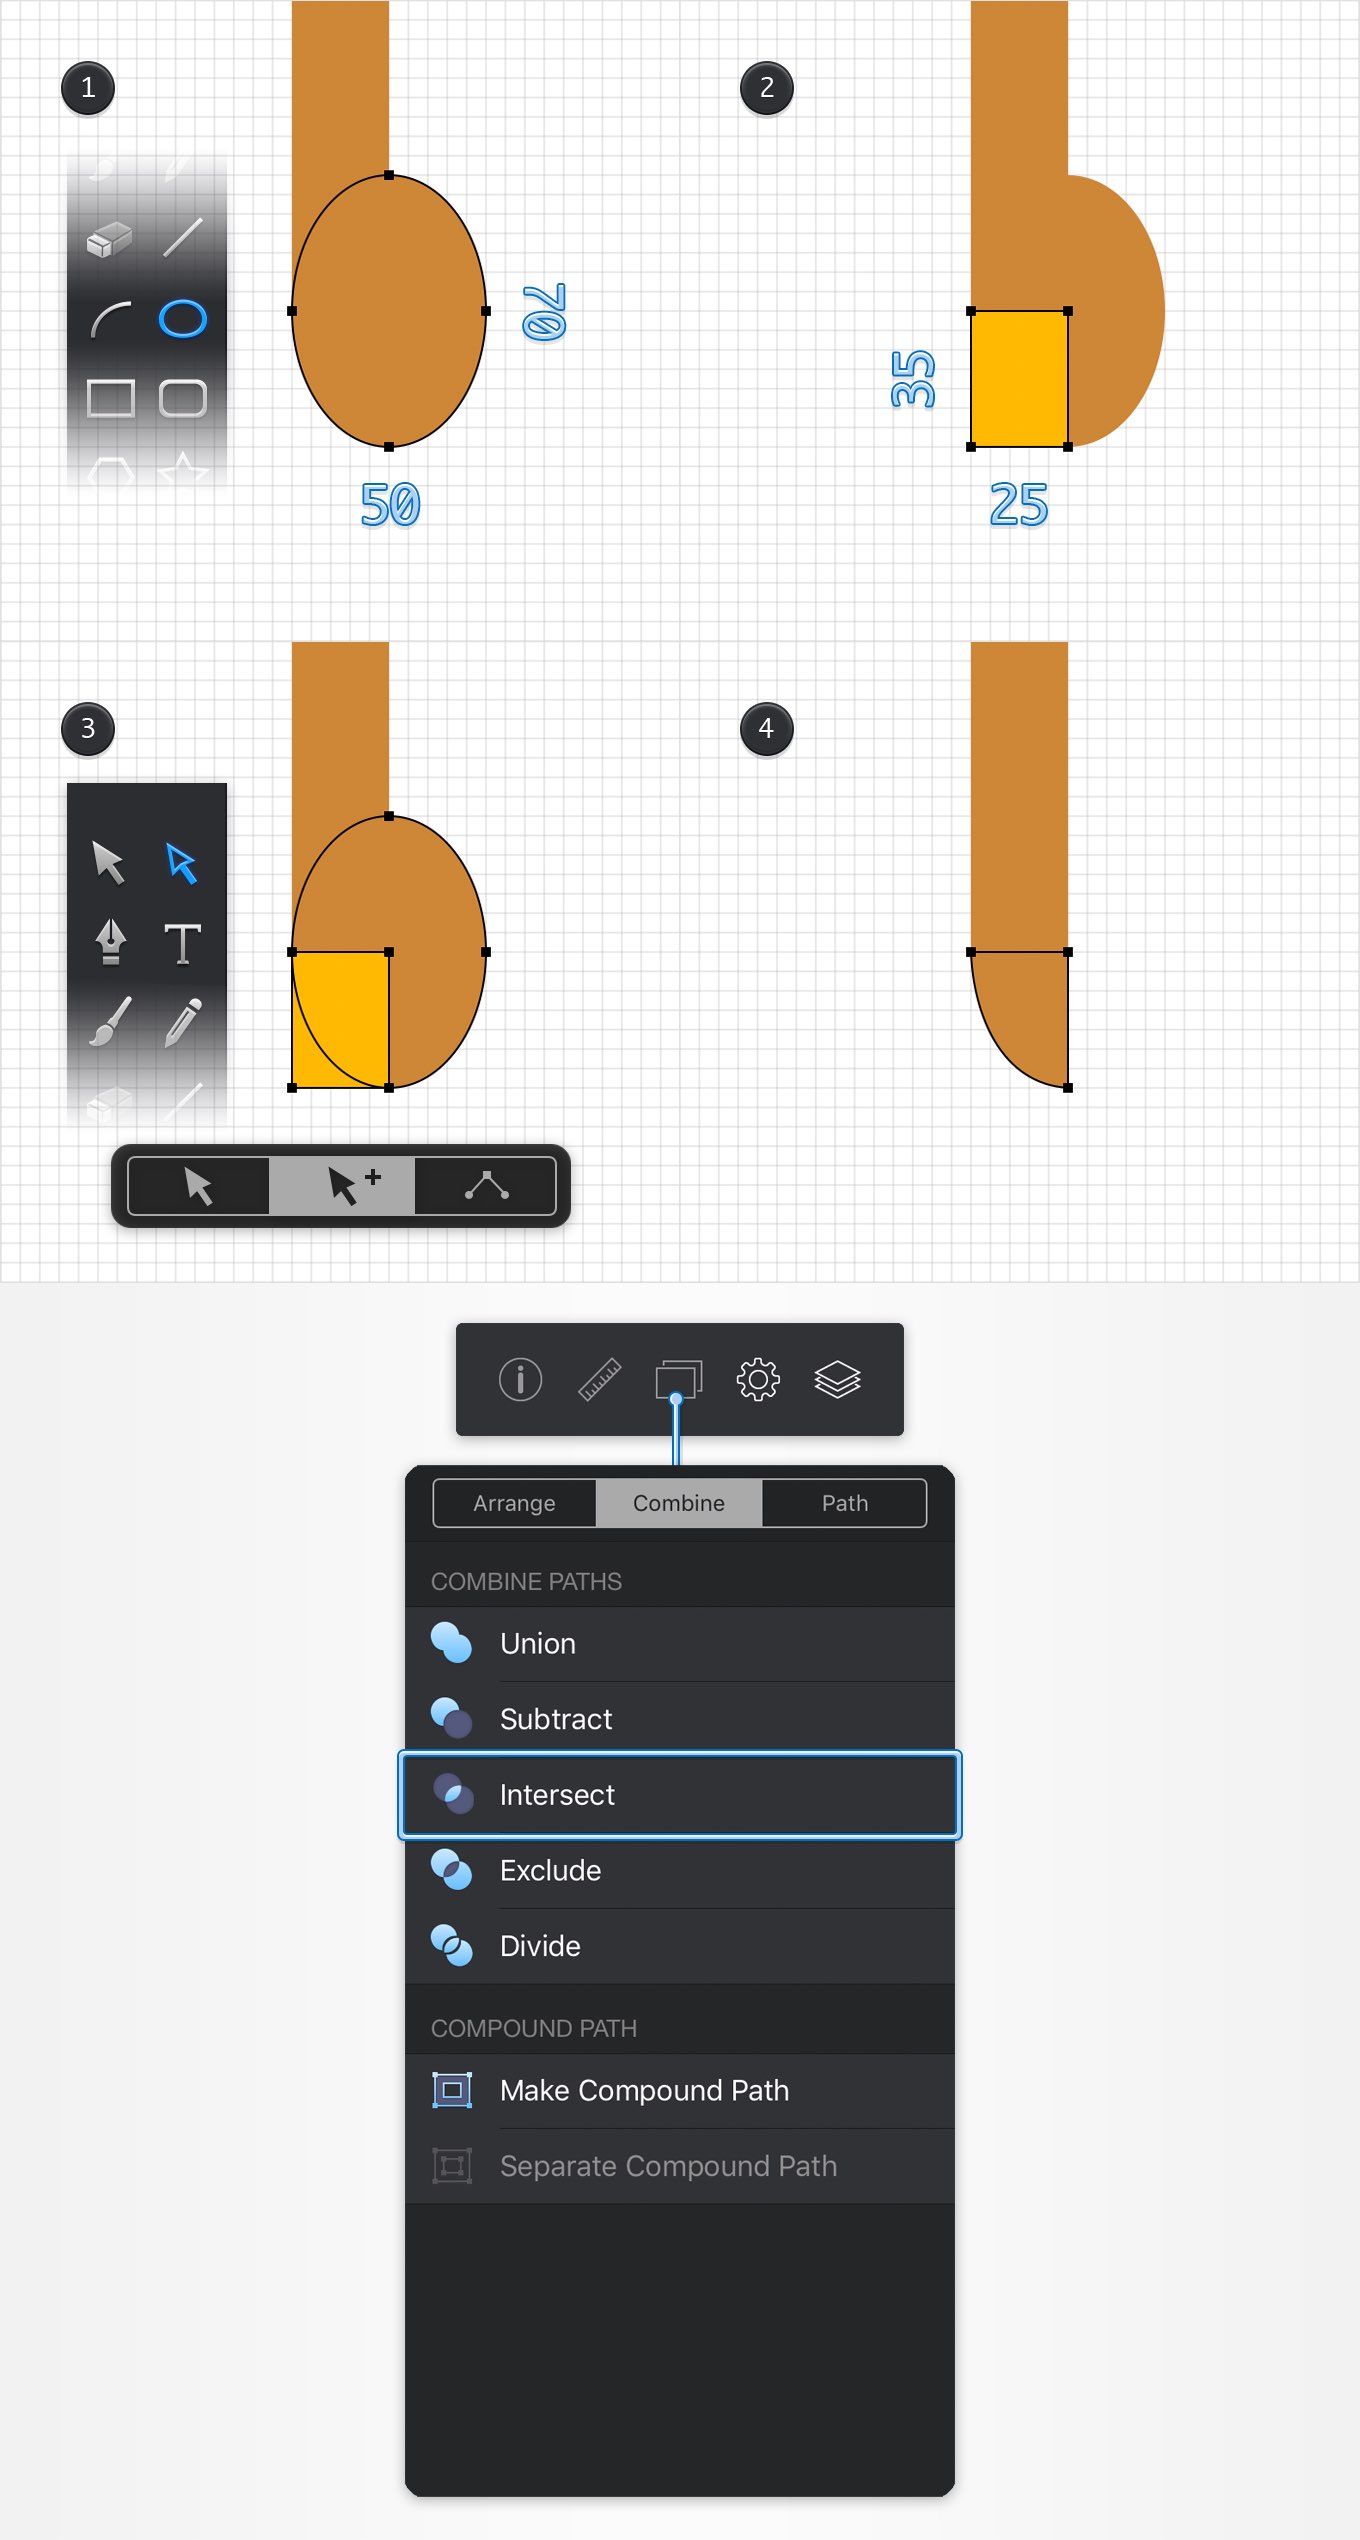 1
2
70
35
50
25
3
4
Arrange Combine Path
COMBINE PATHS
Union
Subtract
Intersect
Exclude
Divide
COMPOUND PATH
Make Compound Path
Separate Compound Path